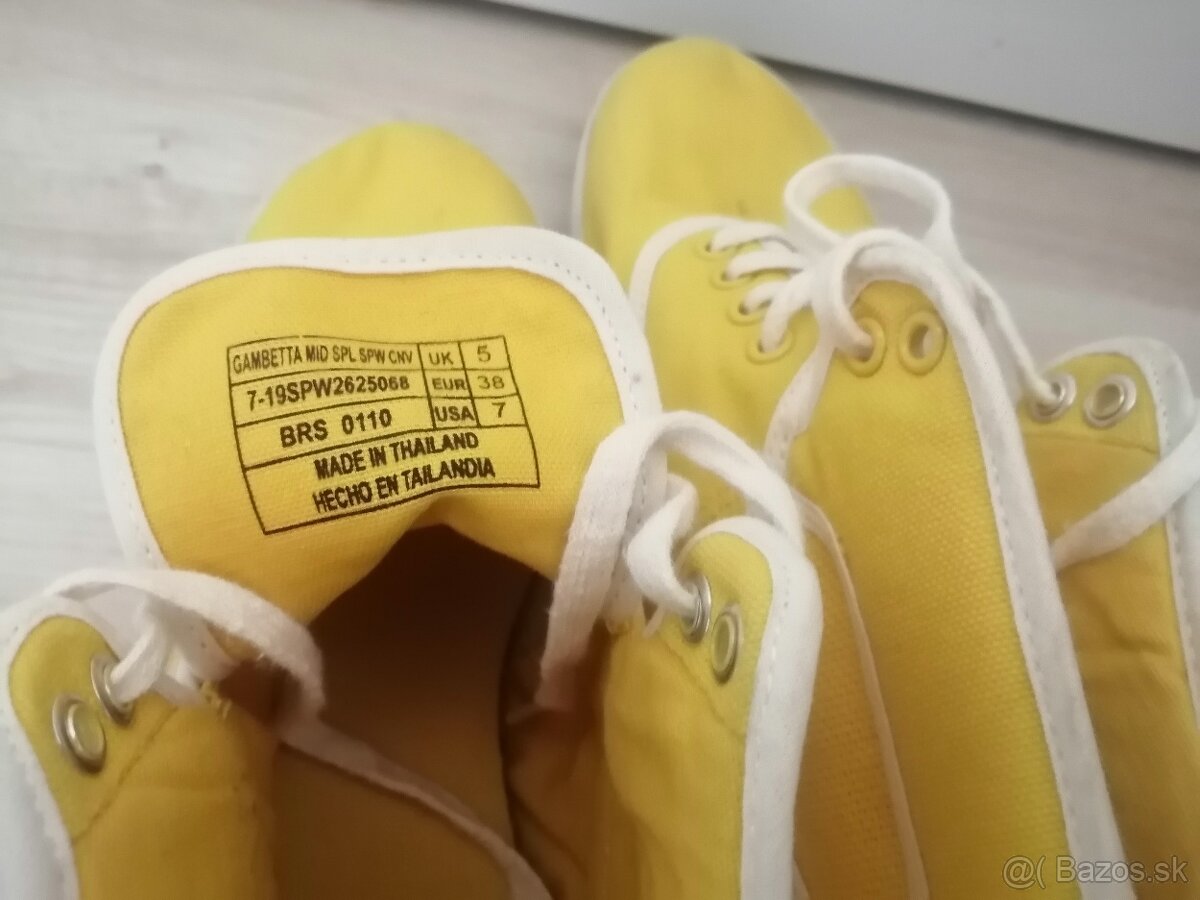 GAMBETTA MID SPL SPW CNV UK 5
7-19SPW2625068 EUR 38
BRS 0110 USA 7
MADE IN THAILAND
HECHO EN TAILANDIA
@( Bazos.sk